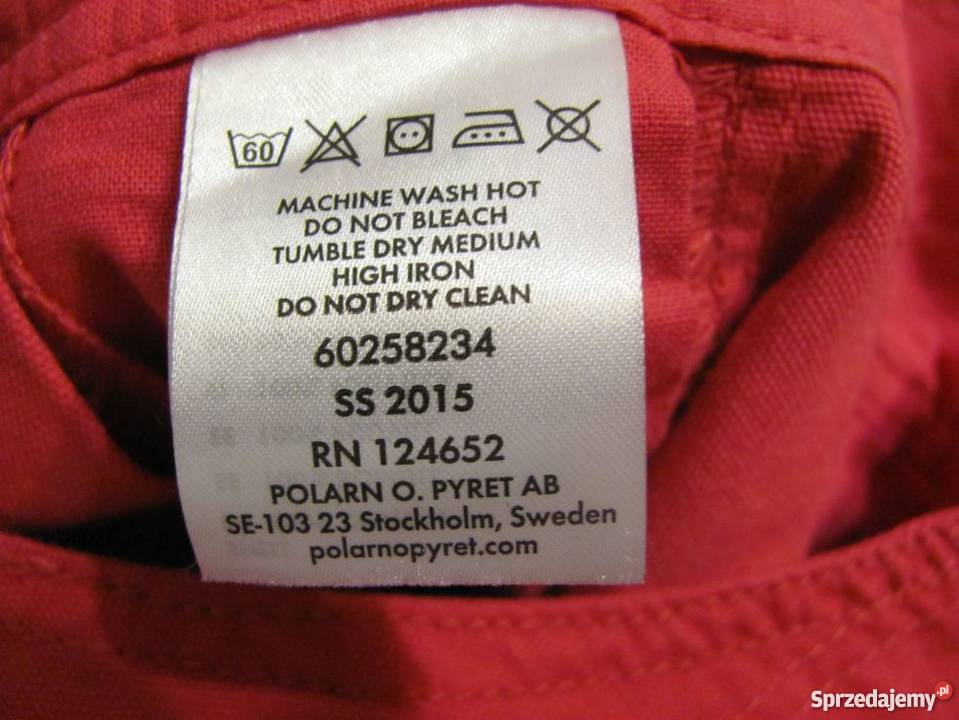 60
MACHINE WASH HOT
DO NOT BLEACH
TUMBLE DRY MEDIUM
HIGH IRON
DO NOT DRY CLEAN
60258234
SS 2015
RN 124652
POLARN O. PYRET AB
SE-103 23 Stockholm, Sweden
polarnopyret.com
Sprzedajemy.pl